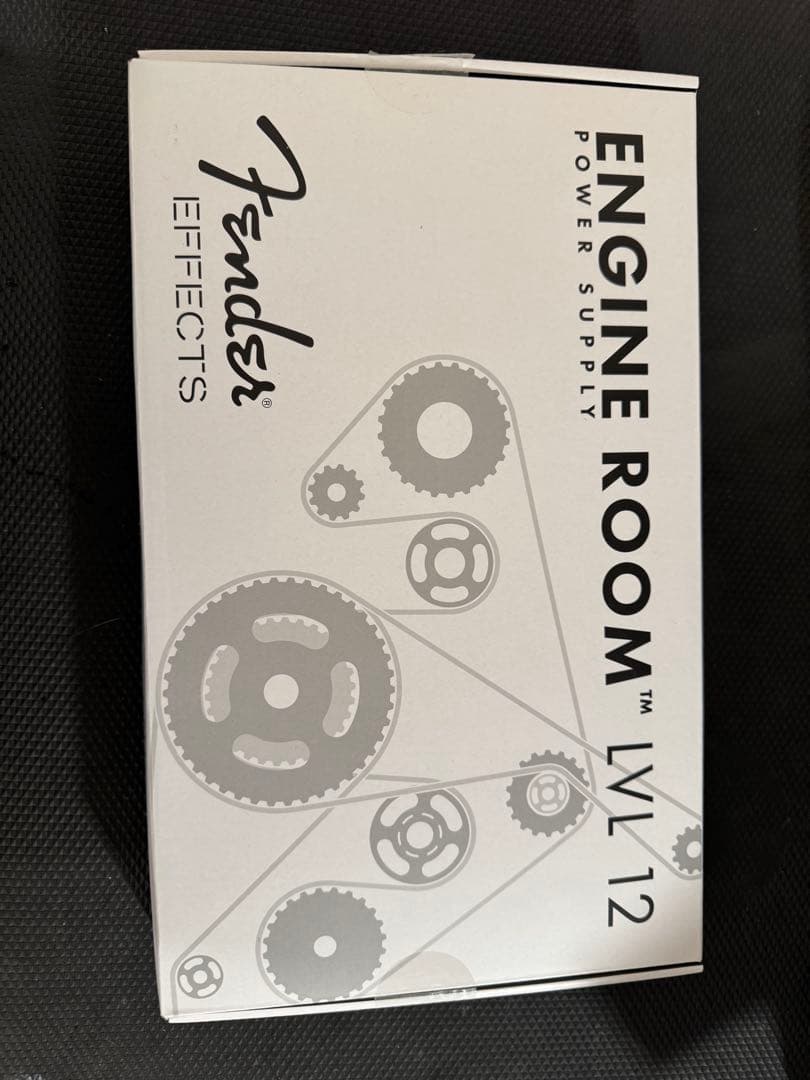 ENGINE ROOM™ LVL 12
POWER SUPPLY
Fender®
EFFECTS